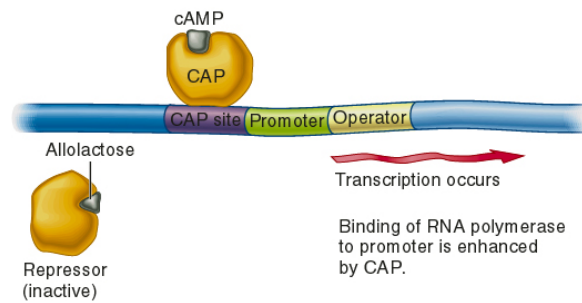 cAMP
CAP
CAP site
Promoter
Operator
Allolactose
Transcription occurs
Binding of RNA polymerase
to promoter is enhanced
by CAP.
Repressor
(inactive)